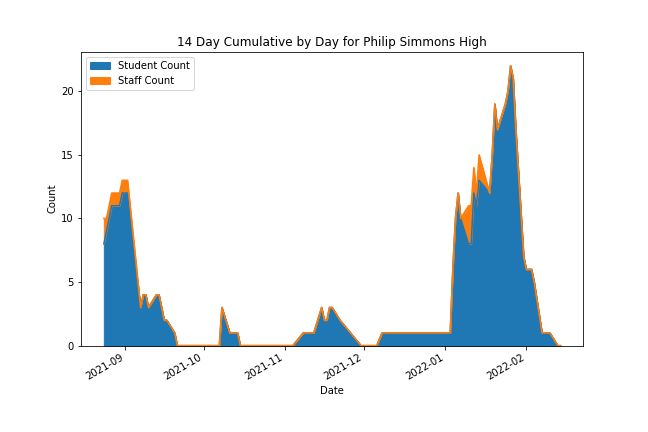 14 Day Cumulative by Day for Philip Simmons High
Student Count
Staff Count
20
15
10
5
0
Count
2021-09
2021-10
2021-11
2021-12
2022-01
2022-02
Date